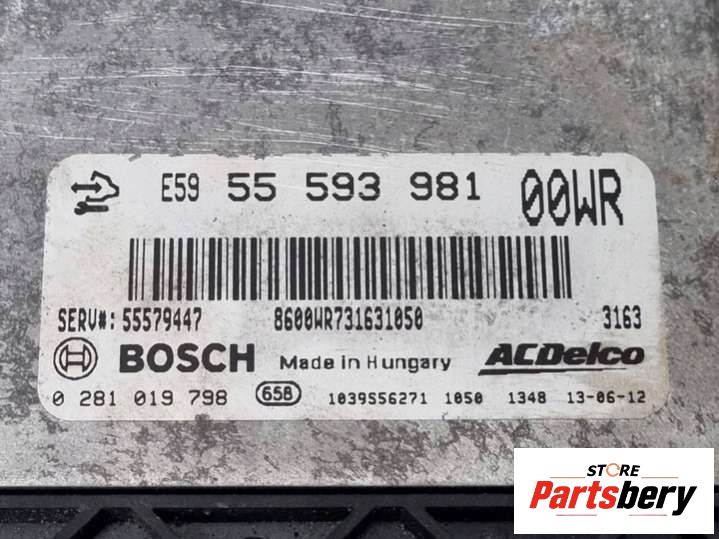 E59 55 593 981 00WR
SERV#: 55579447 8600WR731631050 3163
BOSCH Made in Hungary ACDelco
0 281 019 798 658 1039S56271 1050 1348 13-06-12
STORE
Partsbery